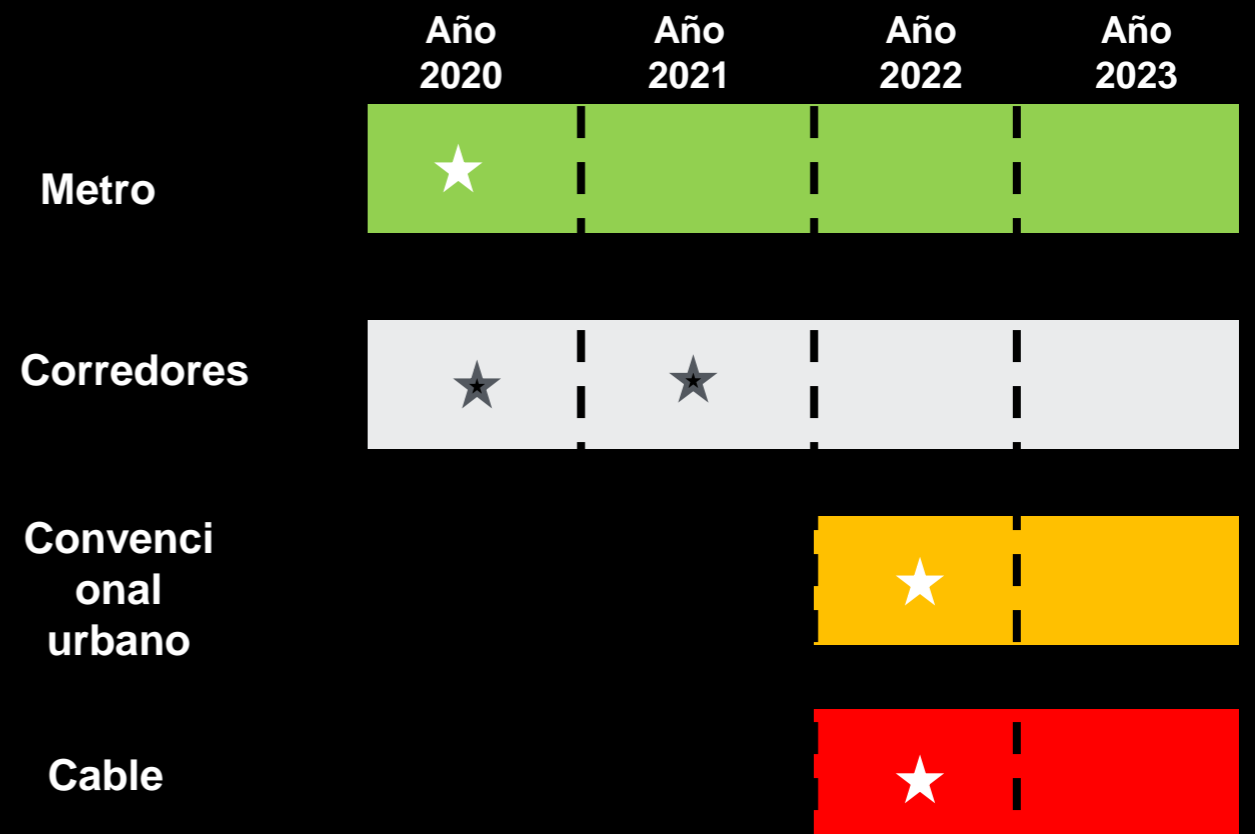 Año
2020
Año
2021
Año
2022
Año
2023
Metro
Corredores
Convenci
onal
urbano
Cable